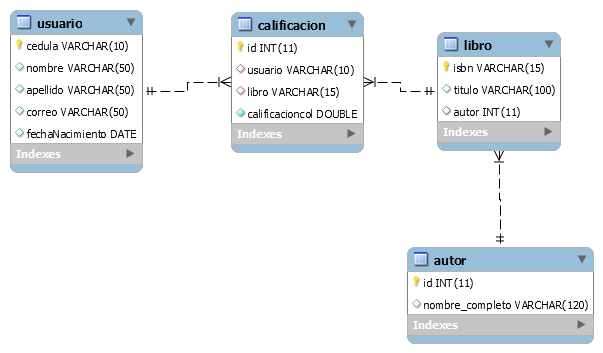 usuario
cedula VARCHAR(10)
nombre VARCHAR(50)
apellido VARCHAR(50)
correo VARCHAR(50)
fechaNacimiento DATE
Indexes
calificacion
id INT(11)
usuario VARCHAR(10)
libro VARCHAR(15)
calificacioncol DOUBLE
Indexes
libro
isbn VARCHAR(15)
titulo VARCHAR(100)
autor INT(11)
Indexes
autor
id INT(11)
nombre_completo VARCHAR(120)
Indexes